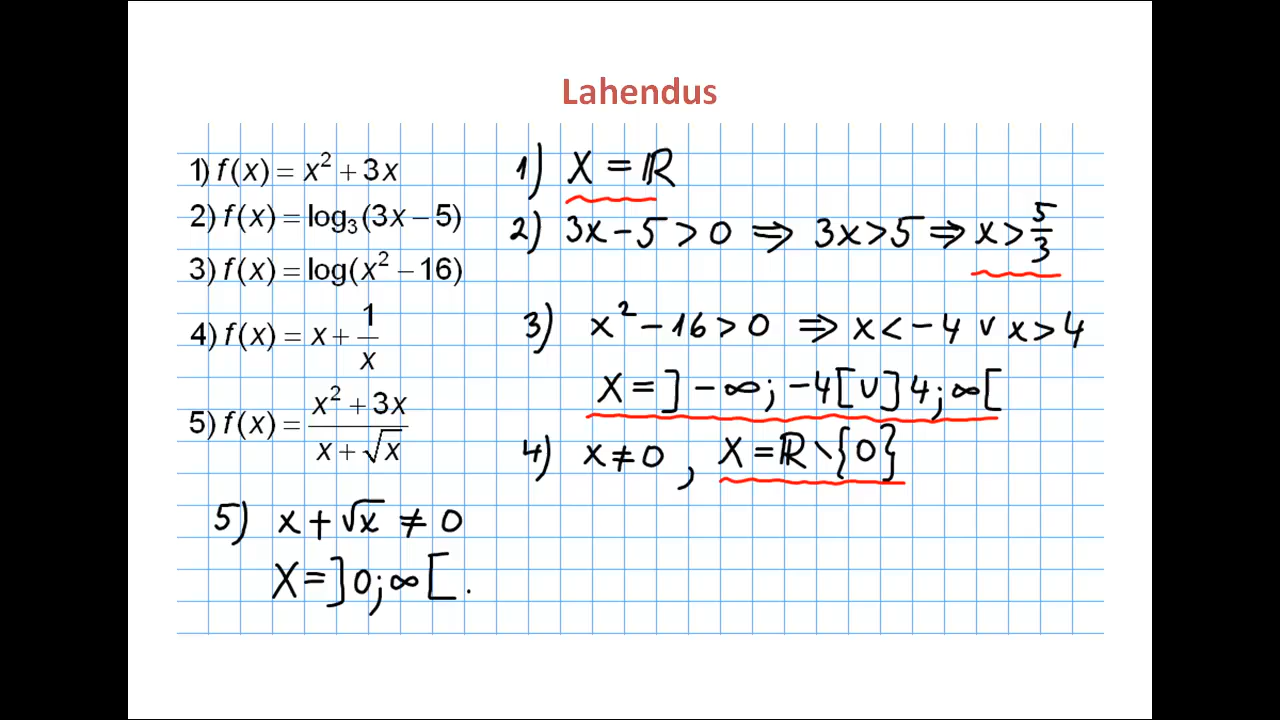 Lahendus
1) f(x) = x² + 3x
2) f(x) = log₃(3x − 5)
3) f(x) = log(x² − 16)
4) f(x) = x + 1/x
5) f(x) = (x² + 3x)/(x + √x)
1) X = ℝ
2) 3x − 5 > 0 ⇒ 3x > 5 ⇒ x > 5/3
3) x² − 16 > 0 ⇒ x < −4 ∨ x > 4
X = ]−∞; −4[ ∪ ]4; ∞[
4) x ≠ 0, X = ℝ \ {0}
5) x + √x ≠ 0
X = ]0; ∞[.